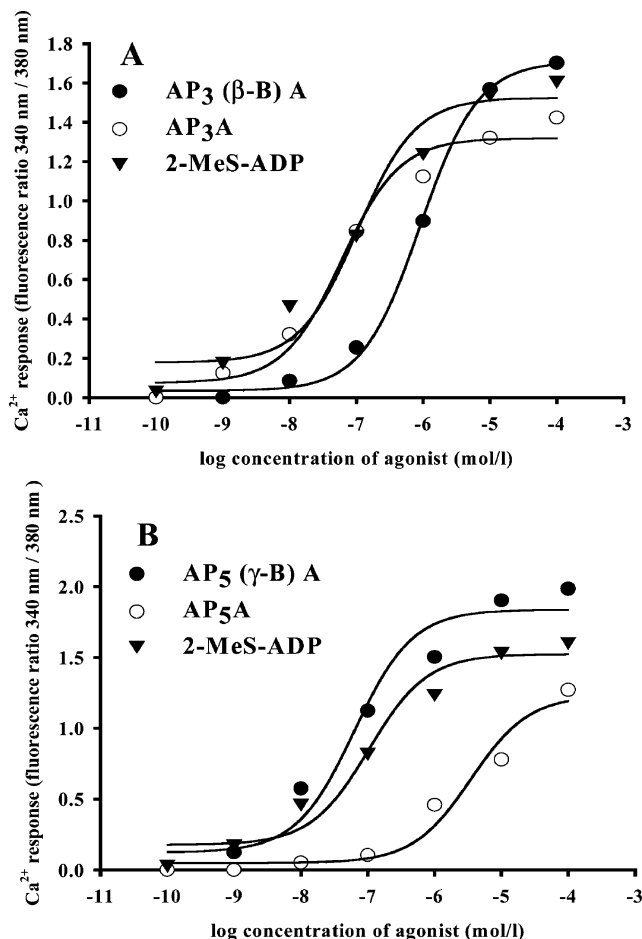 A
AP3 (β-B) A
AP3A
2-MeS-ADP
1.8
1.6
1.4
1.2
1.0
0.8
0.6
0.4
0.2
0.0
Ca2+ response (fluorescence ratio 340 nm / 380 nm)
-11 -10 -9 -8 -7 -6 -5 -4 -3
log concentration of agonist (mol/l)
B
AP5 (γ-B) A
AP5A
2-MeS-ADP
2.5
2.0
1.5
1.0
0.5
0.0
Ca2+ response (fluorescence ratio 340 nm / 380 nm )
-11 -10 -9 -8 -7 -6 -5 -4 -3
log concentration of agonist (mol/l)